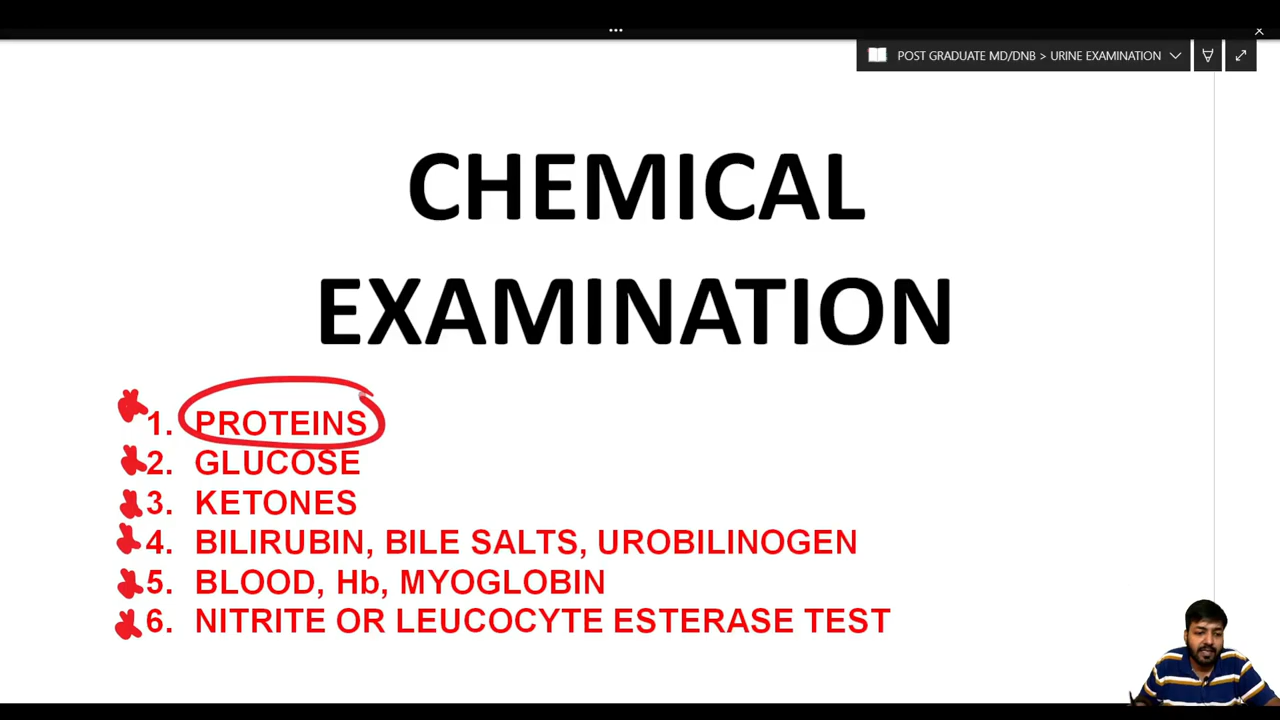 ...
POST GRADUATE MD/DNB > URINE EXAMINATION
CHEMICAL
EXAMINATION
1. PROTEINS
2. GLUCOSE
3. KETONES
4. BILIRUBIN, BILE SALTS, UROBILINOGEN
5. BLOOD, Hb, MYOGLOBIN
6. NITRITE OR LEUCOCYTE ESTERASE TEST